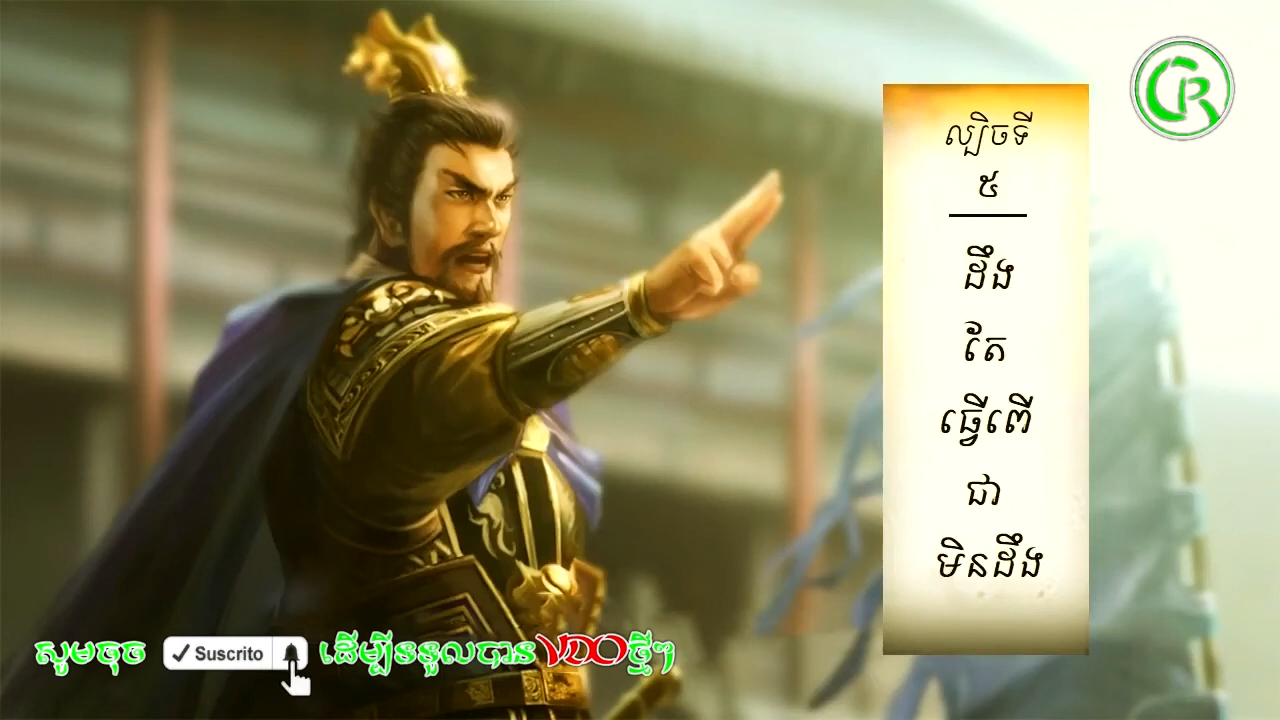 ល្បិចទី
៥
ដឹង
តែ
ធ្វើពើ
ជា
មិនដឹង
CR
សូមចុច ✓ Suscrito ដើម្បីទទួលបាន VDO ថ្មីៗ